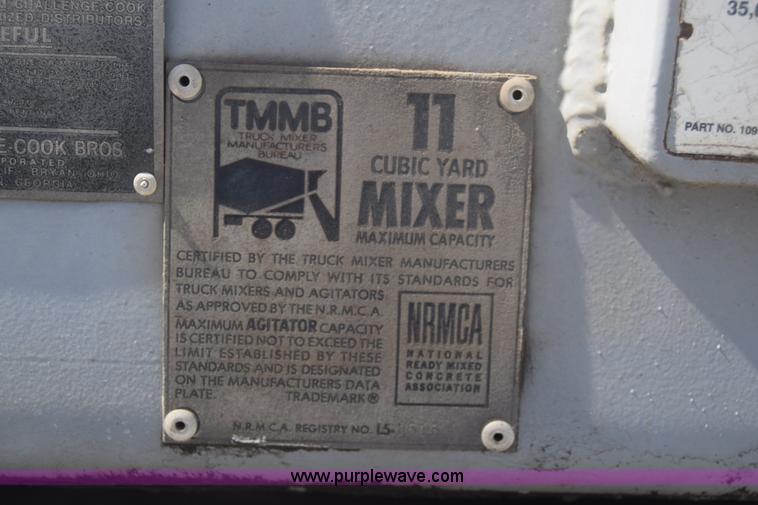 CHALLENGE-COOK
DISTRIBUTORS
E-COOK BROS
BRYAN, OHIO
GEORGIA
TMMB
TRUCK MIXER
MANUFACTURERS
BUREAU
11
CUBIC YARD
MIXER
MAXIMUM CAPACITY
CERTIFIED BY THE TRUCK MIXER MANUFACTURERS
BUREAU TO COMPLY WITH ITS STANDARDS FOR
TRUCK MIXERS AND AGITATORS
AS APPROVED BY THE N.R.M.C.A.
MAXIMUM AGITATOR CAPACITY
IS CERTIFIED NOT TO EXCEED THE
LIMIT ESTABLISHED BY THESE
STANDARDS AND IS DESIGNATED
ON THE MANUFACTURERS DATA
PLATE. TRADEMARK®
NRMCA
NATIONAL
READY MIXED
CONCRETE
ASSOCIATION
N.R.M.C.A. REGISTRY NO. L5-
35,
PART NO. 109
www.purplewave.com